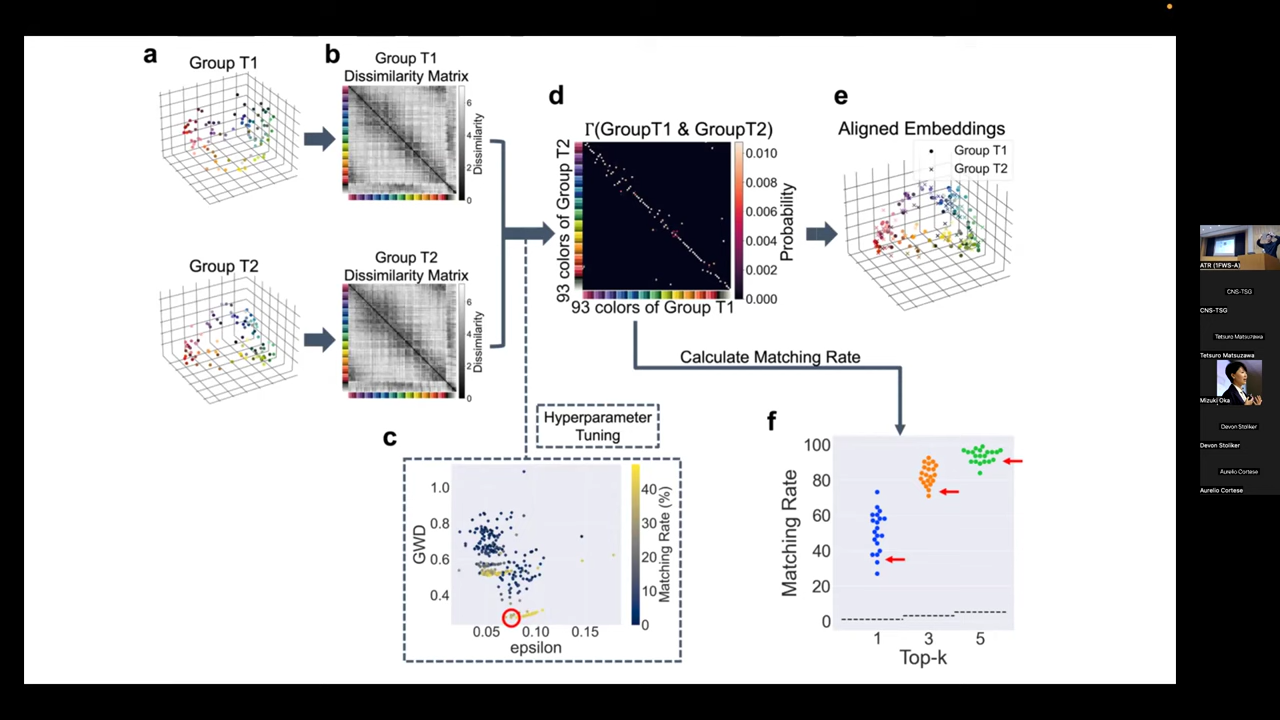 a
Group T1
b
Group T1
Dissimilarity Matrix
6
4
2
0
Dissimilarity
Group T2
Group T2
Dissimilarity Matrix
6
4
2
0
Dissimilarity
d
Γ(GroupT1 & GroupT2)
93 colors of Group T2
93 colors of Group T1
0.010
0.008
0.006
0.004
0.002
0.000
Probability
e
Aligned Embeddings
Group T1
Group T2
Calculate Matching Rate
Hyperparameter
Tuning
c
GWD
1.0
0.8
0.6
0.4
0.05 0.10 0.15
epsilon
40
30
20
10
0
Matching Rate (%)
f
Matching Rate
100
80
60
40
20
0
1 3 5
Top-k
ATR (1FWS-A)
CNS-TSG
CNS-TSG
Tetsuro Matsuzawa
Tetsuro Matsuzawa
Mizuki Oka
Devon Stoliker
Devon Stoliker
Aurelio Cortese
Aurelio Cortese